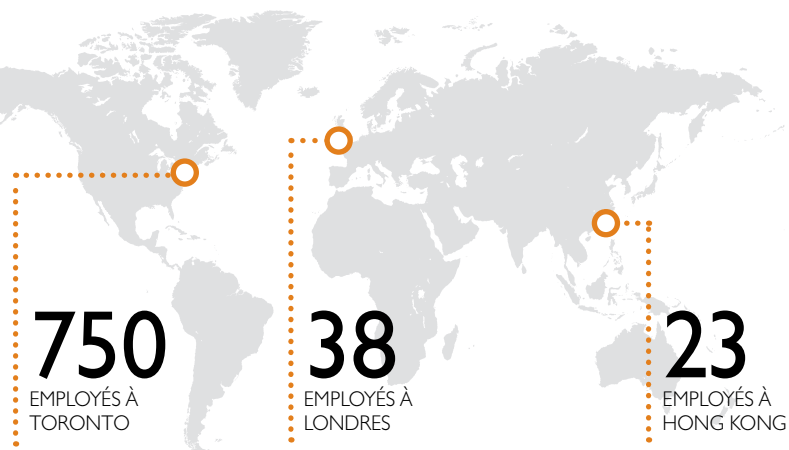 750
EMPLOYÉS À
TORONTO
38
EMPLOYÉS À
LONDRES
23
EMPLOYÉS À
HONG KONG